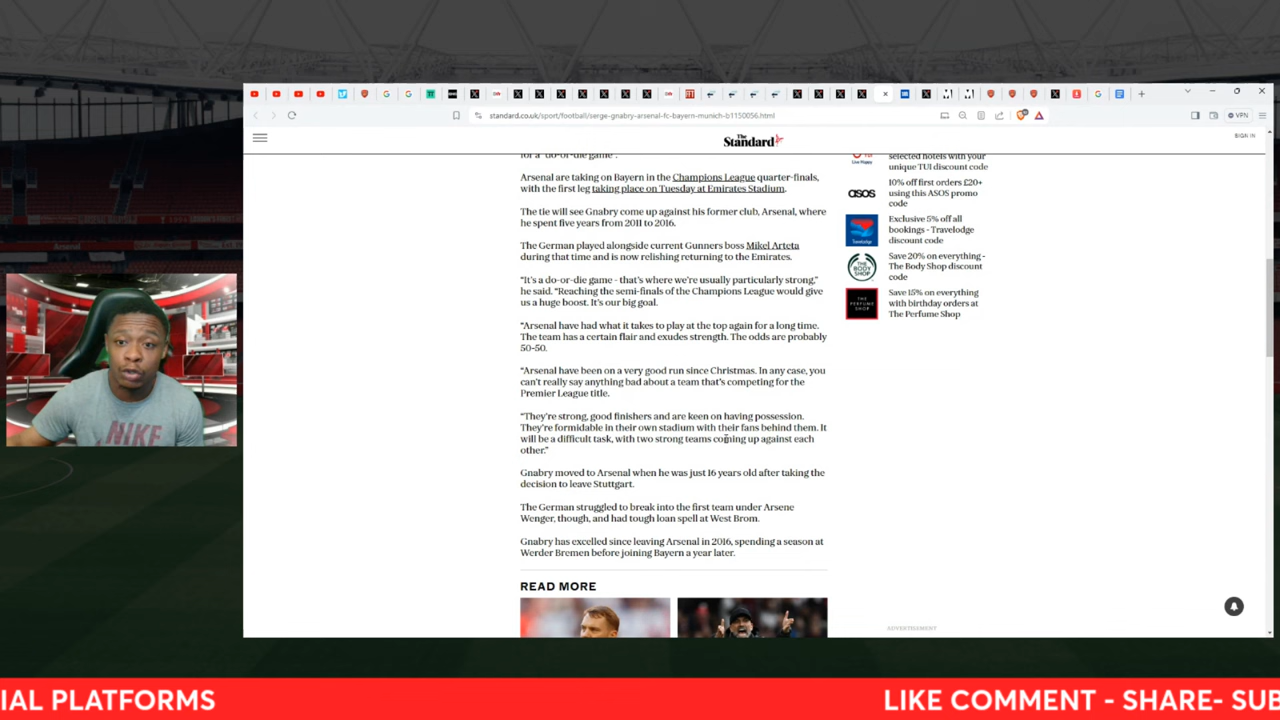 standard.co.uk/sport/football/serge-gnabry-arsenal-fc-bayern-munich-b1150056.html
VPN
The
Standard
SIGN IN
for a "do-or-die game".
Arsenal are taking on Bayern in the Champions League quarter-finals,
with the first leg taking place on Tuesday at Emirates Stadium.
The tie will see Gnabry come up against his former club, Arsenal, where
he spent five years from 2011 to 2016.
The German played alongside current Gunners boss Mikel Arteta
during that time and is now relishing returning to the Emirates.
“It's a do-or-die game - that's where we're usually particularly strong,”
he said. “Reaching the semi-finals of the Champions League would give
us a huge boost. It's our big goal.
“Arsenal have had what it takes to play at the top again for a long time.
The team has a certain flair and exudes strength. The odds are probably
50-50.
“Arsenal have been on a very good run since Christmas. In any case, you
can't really say anything bad about a team that's competing for the
Premier League title.
“They're strong, good finishers and are keen on having possession.
They're formidable in their own stadium with their fans behind them. It
will be a difficult task, with two strong teams coming up against each
other.”
Gnabry moved to Arsenal when he was just 16 years old after taking the
decision to leave Stuttgart.
The German struggled to break into the first team under Arsene
Wenger, though, and had tough loan spell at West Brom.
Gnabry has excelled since leaving Arsenal in 2016, spending a season at
Werder Bremen before joining Bayern a year later.
READ MORE
selected hotels with your
unique TUI discount code
asos
10% off first orders £20+
using this ASOS promo
code
Travelodge
Exclusive 5% off all
bookings - Travelodge
discount code
THE
BODY
SHOP
Save 20% on everything -
The Body Shop discount
code
THE
PERFUME
SHOP
Save 15% on everything
with birthday orders at
The Perfume Shop
ADVERTISEMENT
NIKE
IAL PLATFORMS
LIKE COMMENT - SHARE- SUB